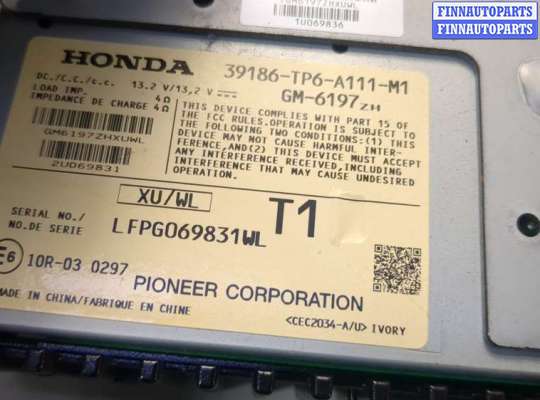 FINNAUTOPARTS
FINNAUTOPARTS
FINNAUTOPARTS
1U069836
HONDA 39186-TP6-A111-M1
GM-6197ZH
DC./C.C./c.c. 13.2 V/13,2 V
LOAD IMP. 4Ω
IMPEDANCE DE CHARGE 4Ω
THIS DEVICE COMPLIES WITH PART 15 OF
THE FCC RULES.OPERATION IS SUBJECT TO
THE FOLLOWING TWO CONDITIONS:(1) THIS
DEVICE MAY NOT CAUSE HARMFUL INTER-
FERENCE,AND(2) THIS DEVICE MUST ACCEPT
ANY INTERFERENCE RECEIVED,INCLUDING
INTERFERENCE THAT MAY CAUSE
UNDESIRED OPERATION.
GM6197ZHXUWL
2U069831
XU/WL T1
SERIAL NO./
NO.DE SERIE
LFPG069831WL
E6 10R-03 0297
PIONEER CORPORATION
MADE IN CHINA/FABRIQUE EN CHINE
<CEC2034-A/U> IVORY